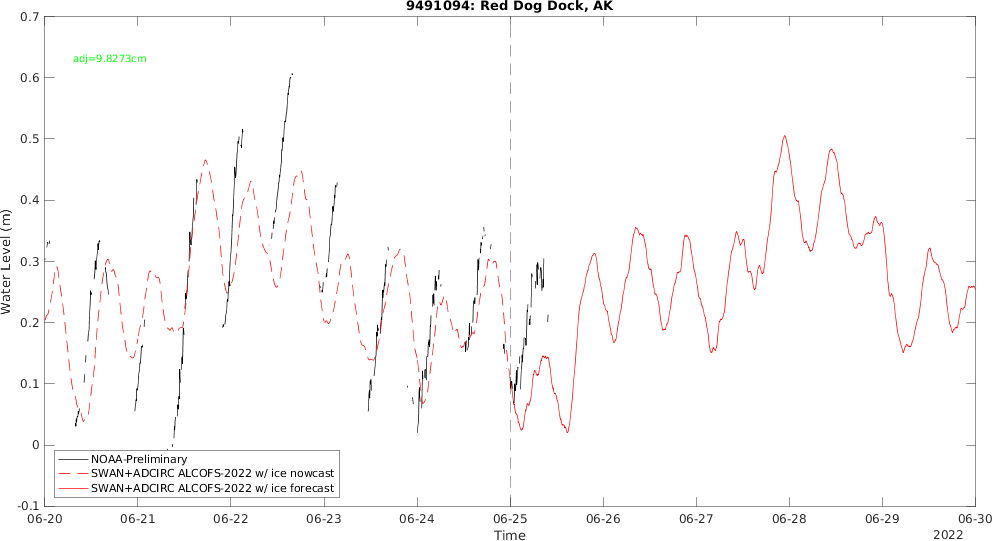 9491094: Red Dog Dock, AK
adj=9.8273cm
Water Level (m)
0.7
0.6
0.5
0.4
0.3
0.2
0.1
0
-0.1
NOAA-Preliminary
SWAN+ADCIRC ALCOFS-2022 w/ ice nowcast
SWAN+ADCIRC ALCOFS-2022 w/ ice forecast
06-20 06-21 06-22 06-23 06-24 06-25 06-26 06-27 06-28 06-29 06-30
Time
2022